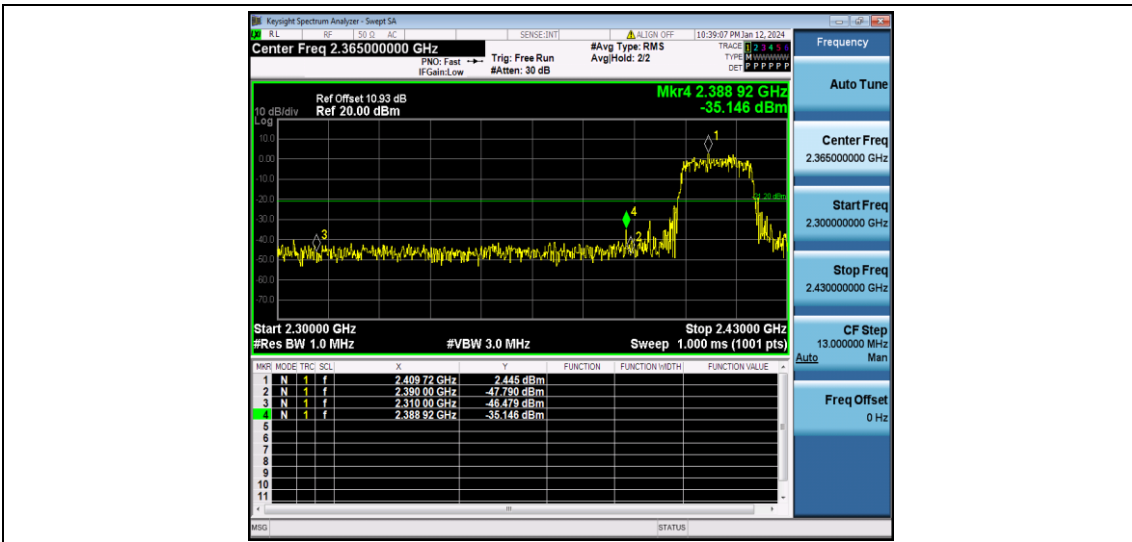 Keysight Spectrum Analyzer - Swept SA
RL RF 50 Ω AC SENSE:INT ALIGN OFF 10:39:07 PM Jan 12, 2024
Center Freq 2.365000000 GHz #Avg Type: RMS TRACE 1 2 3 4 5 6
PNO: Fast Trig: Free Run Avg|Hold: 2/2 TYPE MWWWWW
IFGain:Low #Atten: 30 dB DET P P P P P P
Frequency
Auto Tune
Center Freq
2.365000000 GHz
Start Freq
2.300000000 GHz
Stop Freq
2.430000000 GHz
CF Step
13.000000 MHz
Auto Man
Freq Offset
0 Hz
Mkr4 2.388 92 GHz
-35.146 dBm
Ref Offset 10.93 dB
10 dB/div Ref 20.00 dBm
Log
10.0
0.00
-10.0
-20.0
-30.0
-40.0
-50.0
-60.0
-70.0
1
4
3
2
Start 2.30000 GHz Stop 2.43000 GHz
#Res BW 1.0 MHz #VBW 3.0 MHz Sweep 1.000 ms (1001 pts)
MKR MODE TRC SCL X Y FUNCTION FUNCTION WIDTH FUNCTION VALUE
1 N 1 f 2.409 72 GHz 2.445 dBm
2 N 1 f 2.390 00 GHz -47.790 dBm
3 N 1 f 2.310 00 GHz -46.479 dBm
4 N 1 f 2.388 92 GHz -35.146 dBm
5
6
7
8
9
10
11
MSG STATUS